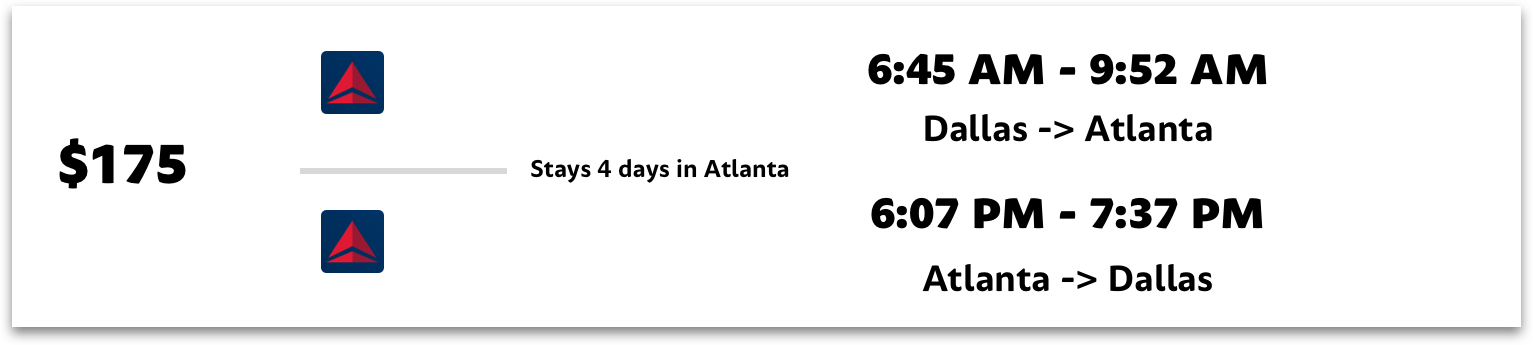 $175
Stays 4 days in Atlanta
6:45 AM - 9:52 AM
Dallas -> Atlanta
6:07 PM - 7:37 PM
Atlanta -> Dallas